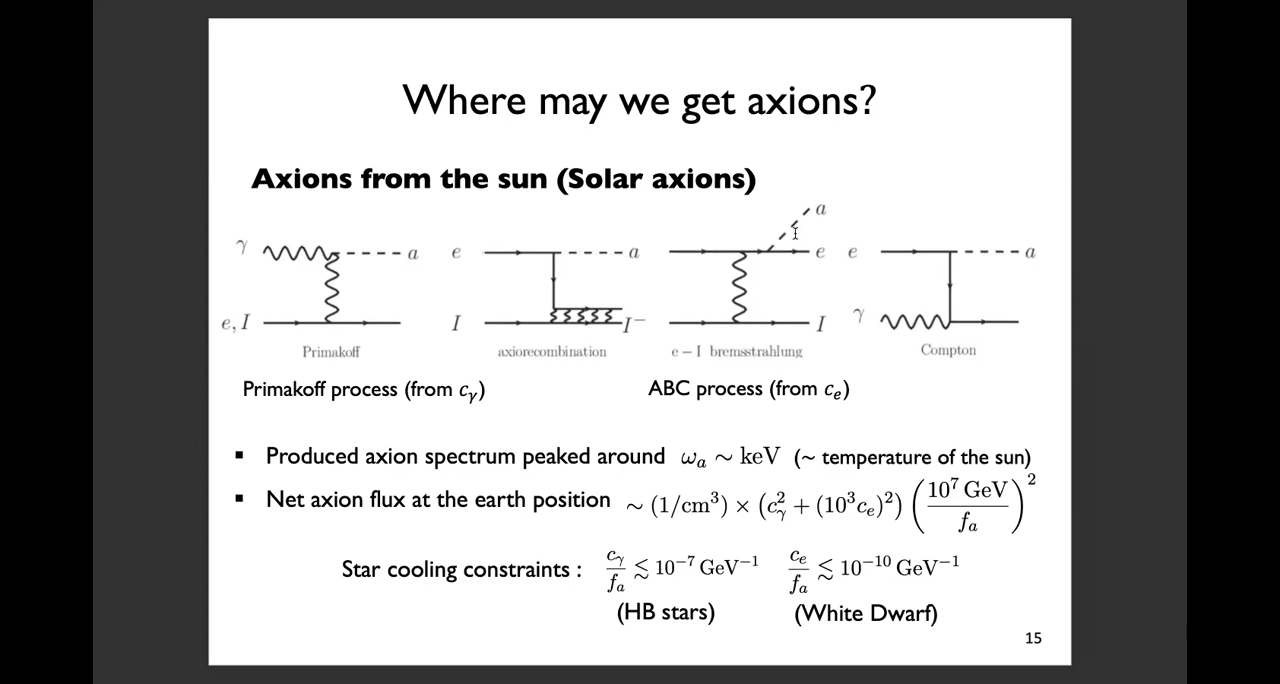 Where may we get axions?
Axions from the sun (Solar axions)
a
γ a e a e e a
e, I I I⁻ I γ
Primakoff axiorecombination e − I bremsstrahlung Compton
Primakoff process (from c_γ) ABC process (from c_e)
▪ Produced axion spectrum peaked around ω_a ∼ keV (~ temperature of the sun)
▪ Net axion flux at the earth position ∼ (1/cm³) × (c_γ² + (10³c_e)²) (10⁷ GeV / f_a)²
Star cooling constraints : c_γ/f_a ≲ 10⁻⁷ GeV⁻¹ c_e/f_a ≲ 10⁻¹⁰ GeV⁻¹
(HB stars) (White Dwarf)
15